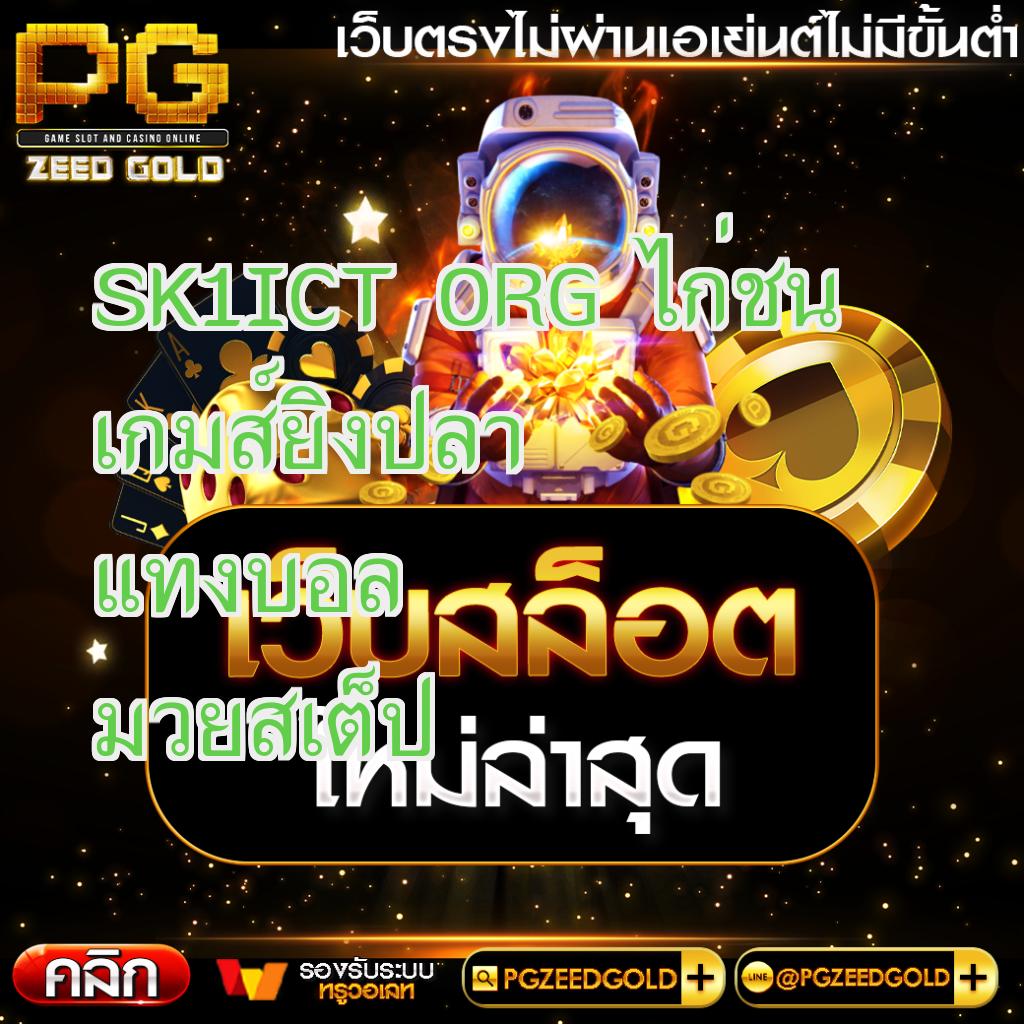 เว็บตรงไม่ผ่านเอเย่นต์ไม่มีขั้นต่ำ
PG
GAME SLOT AND CASINO ONLINE
ZEED GOLD
SK1ICT ORG ไก่ชน
เกมส์ยิงปลา
แทงบอล
เว็บสล็อต
มวยสเต็ป
ใหม่ล่าสุด
คลิก
รองรับระบบ
ทรูวอเลท
PGZEEDGOLD +
LINE @PGZEEDGOLD +